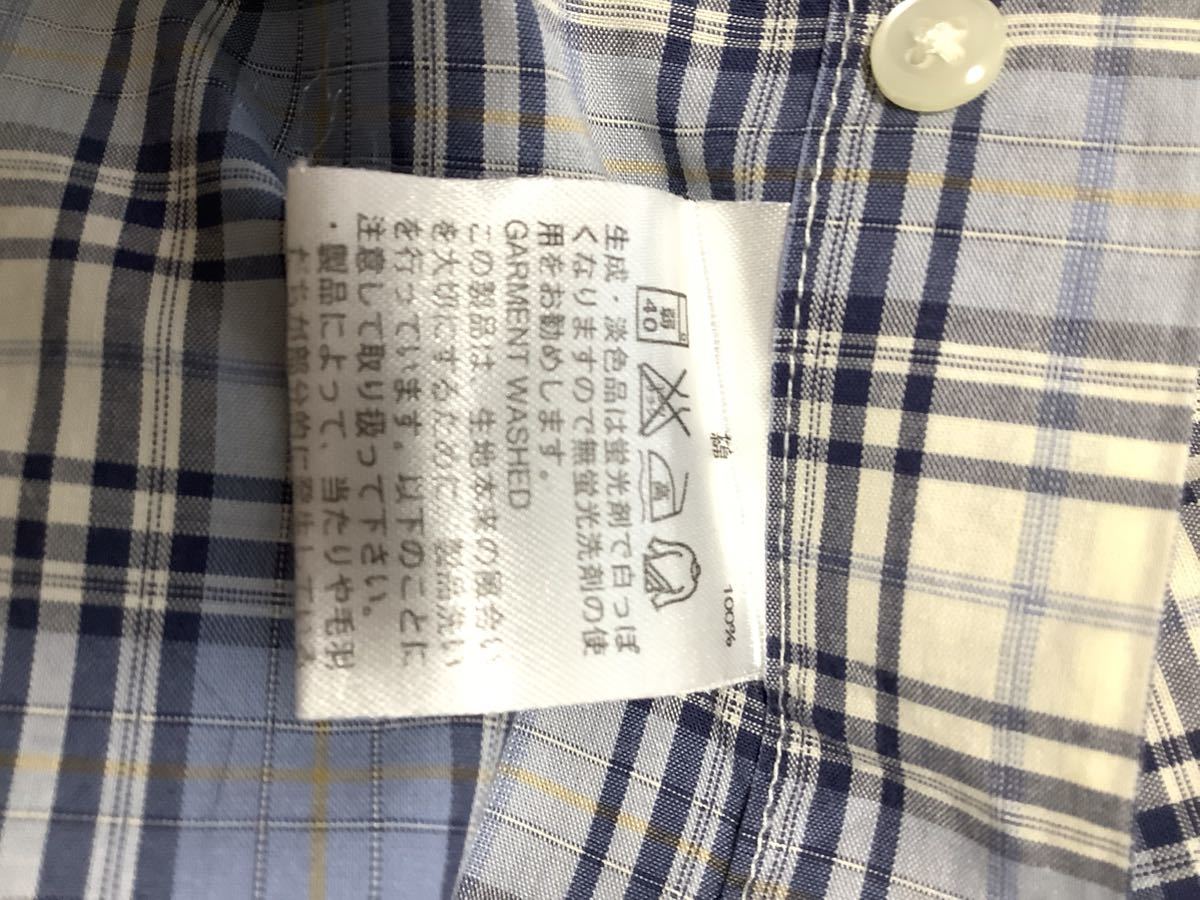 綿 100%
弱 40
生成・淡色品は蛍光剤で白っぽ
くなりますので無蛍光洗剤の使
用をお勧めします。
GARMENT WASHED
この製品は、生地本来の風合い
を大切にするために、製品洗い
を行っています。以下のことに
注意して取り扱って下さい。
・製品によって、当たりや毛羽